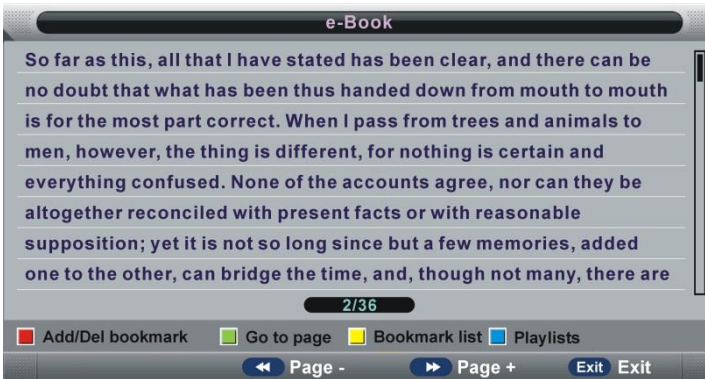 e-Book
So far as this, all that I have stated has been clear, and there can be
no doubt that what has been thus handed down from mouth to mouth
is for the most part correct. When I pass from trees and animals to
men, however, the thing is different, for nothing is certain and
everything confused. None of the accounts agree, nor can they be
altogether reconciled with present facts or with reasonable
supposition; yet it is not so long since but a few memories, added
one to the other, can bridge the time, and, though not many, there are
2/36
Add/Del bookmark Go to page Bookmark list Playlists
Page - Page + Exit Exit